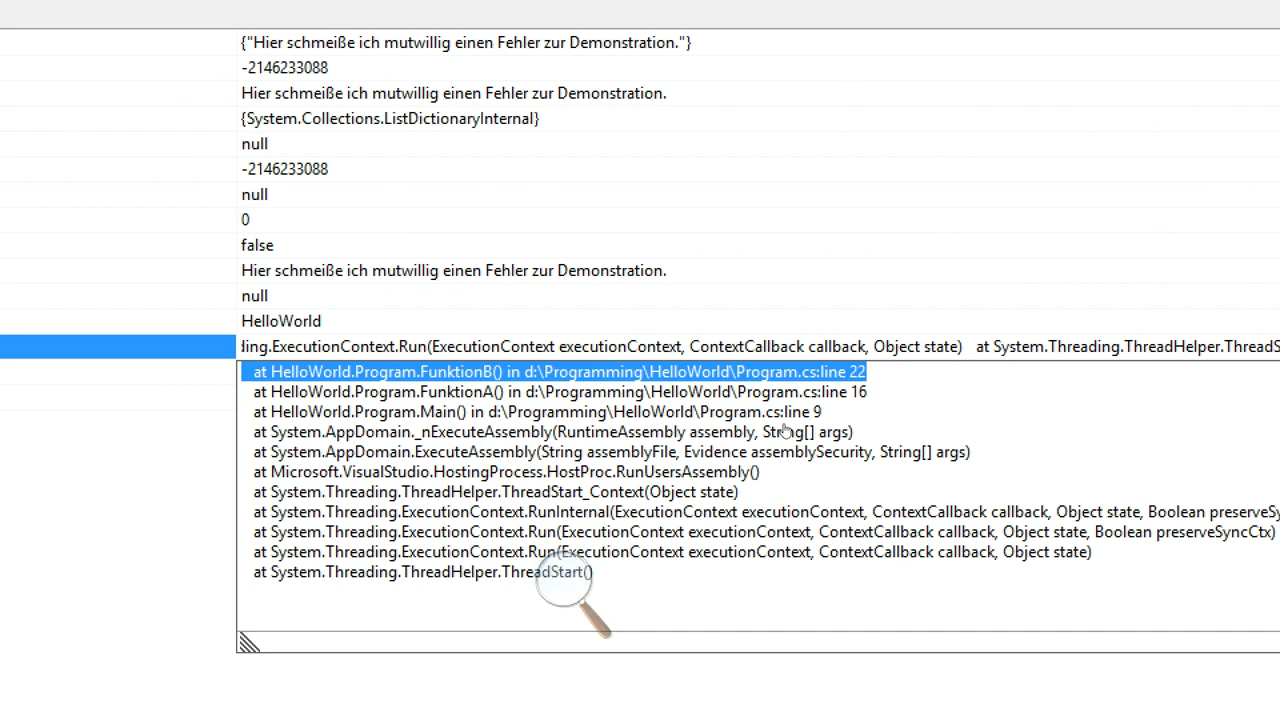 {"Hier schmeiße ich mutwillig einen Fehler zur Demonstration."}
-2146233088
Hier schmeiße ich mutwillig einen Fehler zur Demonstration.
{System.Collections.ListDictionaryInternal}
null
-2146233088
null
0
false
Hier schmeiße ich mutwillig einen Fehler zur Demonstration.
null
HelloWorld
ing.ExecutionContext.Run(ExecutionContext executionContext, ContextCallback callback, Object state) at System.Threading.ThreadHelper.ThreadS
at HelloWorld.Program.FunktionB() in d:\Programming\HelloWorld\Program.cs:line 22
at HelloWorld.Program.FunktionA() in d:\Programming\HelloWorld\Program.cs:line 16
at HelloWorld.Program.Main() in d:\Programming\HelloWorld\Program.cs:line 9
at System.AppDomain._nExecuteAssembly(RuntimeAssembly assembly, String[] args)
at System.AppDomain.ExecuteAssembly(String assemblyFile, Evidence assemblySecurity, String[] args)
at Microsoft.VisualStudio.HostingProcess.HostProc.RunUsersAssembly()
at System.Threading.ThreadHelper.ThreadStart_Context(Object state)
at System.Threading.ExecutionContext.RunInternal(ExecutionContext executionContext, ContextCallback callback, Object state, Boolean preserveSy
at System.Threading.ExecutionContext.Run(ExecutionContext executionContext, ContextCallback callback, Object state, Boolean preserveSyncCtx)
at System.Threading.ExecutionContext.Run(ExecutionContext executionContext, ContextCallback callback, Object state)
at System.Threading.ThreadHelper.ThreadStart()